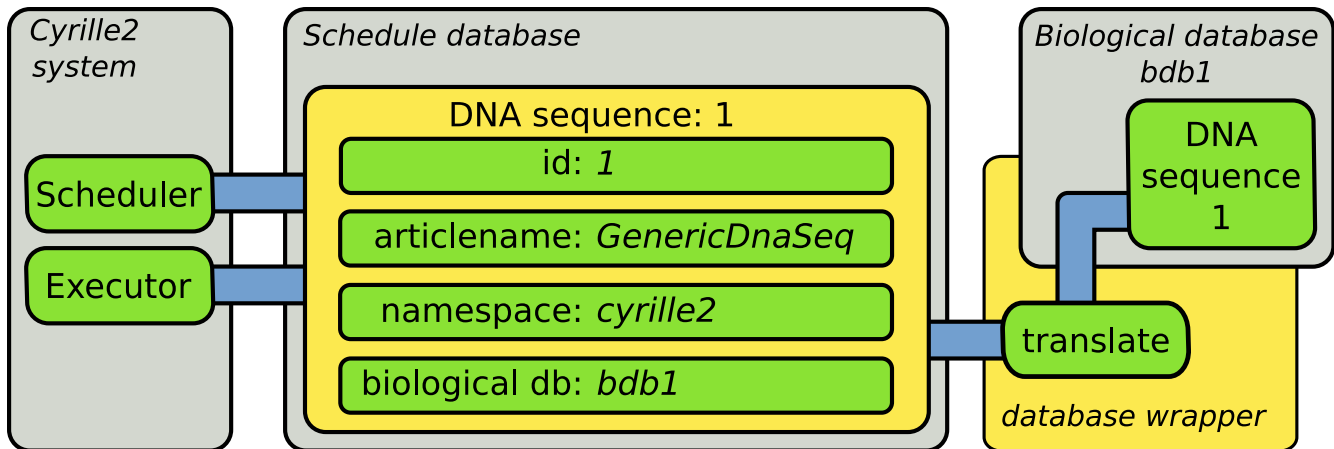 Cyrille2
system
Scheduler
Executor
Schedule database
DNA sequence: 1
id: 1
articlename: GenericDnaSeq
namespace: cyrille2
biological db: bdb1
Biological database
bdb1
DNA
sequence
1
translate
database wrapper